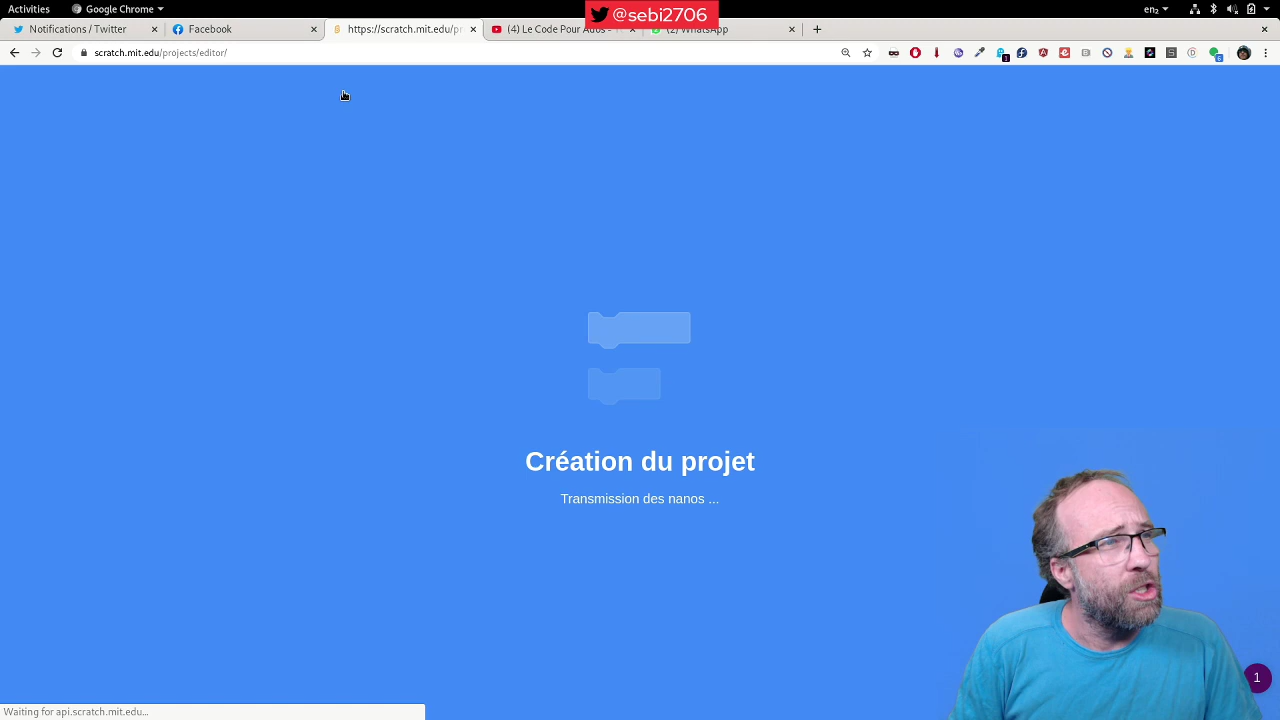 Activities
Google Chrome
@sebi2706
en₂
Notifications / Twitter
Facebook
https://scratch.mit.edu/pr
(4) Le Code Pour Ados -
(2) WhatsApp
scratch.mit.edu/projects/editor/
Création du projet
Transmission des nanos ...
1
Waiting for api.scratch.mit.edu...